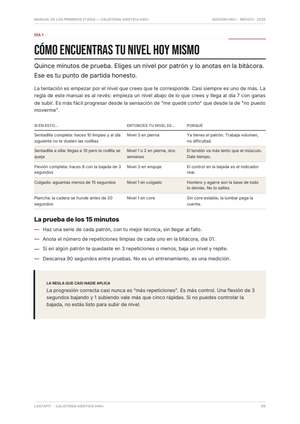 MANUAL DE LOS PRIMEROS 21 DÍAS — CALISTENIA
DÍA 1
CÓMO ENCUENTRAS TU NIVEL HOY MISMO
Quince minutos de prueba. Eliges un nivel por patrón y lo anotas en la bitácora.
Ese es tu punto de partida honesto.
La tentación es empezar por el nivel que crees que te corresponde. Casi siempre es uno de más. La
regla de este manual es al revés: empieza un nivel abajo de lo que crees y llega al día 7 con ganas
de subir. Es más fácil progresar desde la sensación de "me quedó corto" que desde la de "no puedo
moverme".
SI EN ESTO… ENTONCES TU NIVEL ES… PORQUÉ
Sentadilla completa: haces 10 limpias y al día Nivel 3 en pierna Ya tienes el patrón. Trabaja volumen,
siguiente no te duelen las rodillas no dificultad.
Sentadilla a silla: llegas a 15 pero la rodilla se Nivel 1 o 2 en pierna, dos El tendón va más lento que el músculo.
queja semanas Dale tiempo.
Flexión completa: haces 8 con la bajada de 3 Nivel 3 en empuje El control en la bajada es el indicador
segundos real.
Colgado: aguantas menos de 15 segundos Nivel 1 en colgado Hombro y agarre son la base de todo
lo demás. No lo saltes.
Plancha: la cadera se hunde antes de 20 Nivel 1 en core Sin core estable, la lumbar paga la
segundos cuenta.
La prueba de los 15 minutos
— Haz una serie de cada patrón, con tu mejor técnica, sin llegar al fallo.
— Anota el número de repeticiones limpias de cada uno en la bitácora, día 01.
— Si en algún patrón te quedaste en 3 repeticiones o menos, baja un nivel y repite.
— Descansa 90 segundos entre pruebas. No es un entrenamiento, es una medición.
LA REGLA QUE CASI NADIE APLICA
La progresión correcta casi nunca es "más repeticiones". Es más control. Una flexión de 3
segundos bajando y 1 subiendo vale más que cinco rápidas. Si no puedes controlar la
bajada, no estás listo para subir de nivel.